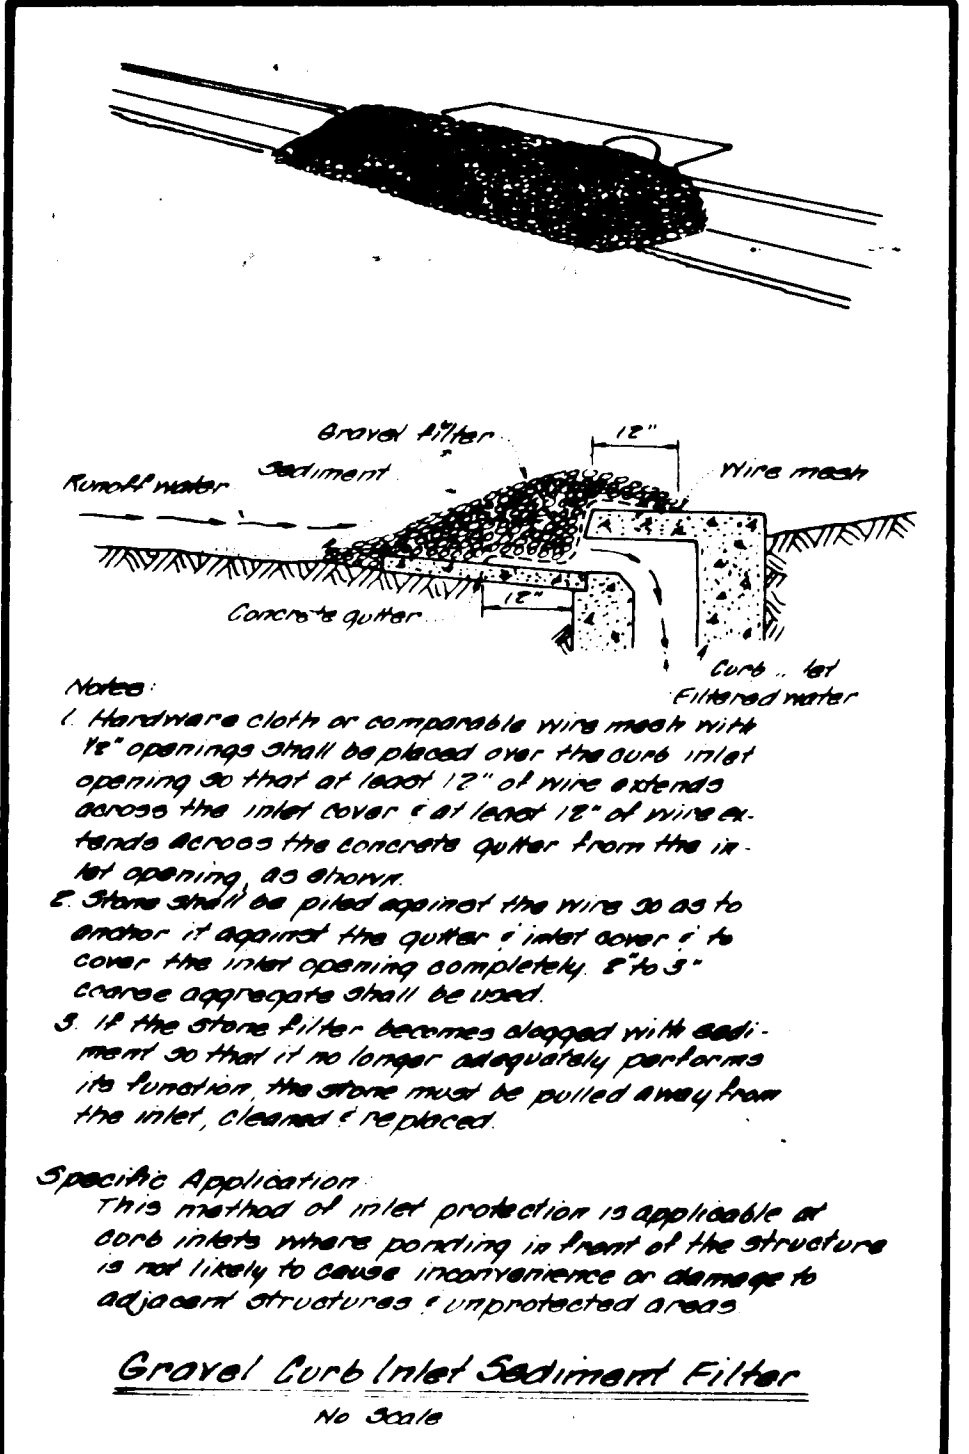 Gravel filter
12"
Sediment
Wire mesh
Runoff water
12"
Concrete gutter
Curb
Filtered water
Notes:
1. Hardware cloth or comparable wire mesh with
1/2" openings shall be placed over the curb inlet
opening so that at least 12" of wire extends
across the inlet cover & at least 12" of wire ex-
tends across the concrete gutter from the in-
let opening, as shown.
2. Stone shall be piled against the wire so as to
anchor it against the gutter & inlet cover & to
cover the inlet opening completely. 2" to 3"
coarse aggregate shall be used.
3. If the stone filter becomes clogged with sedi-
ment so that it no longer adequately performs
its function, the stone must be pulled away from
the inlet, cleaned & replaced.
Specific Application
This method of inlet protection is applicable at
curb inlets where ponding in front of the structure
is not likely to cause inconvenience or damage to
adjacent structures & unprotected areas
Gravel Curb Inlet Sediment Filter
No Scale